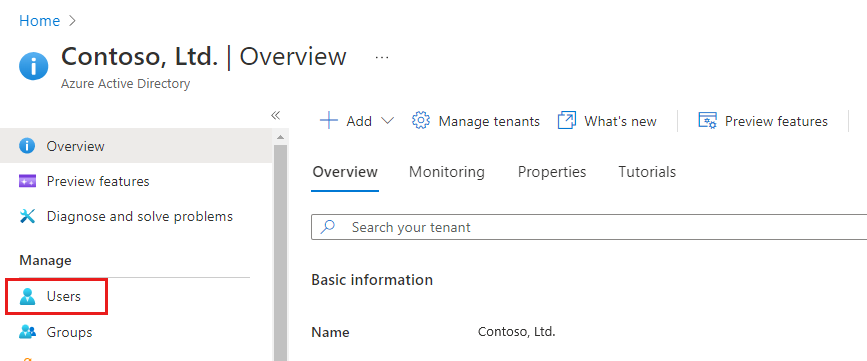 Home >
Contoso, Ltd. | Overview ...
Azure Active Directory
«
Overview
Preview features
Diagnose and solve problems
Manage
Users
Groups
Add
Manage tenants
What's new
Preview features
Overview Monitoring Properties Tutorials
Search your tenant
Basic information
Name Contoso, Ltd.